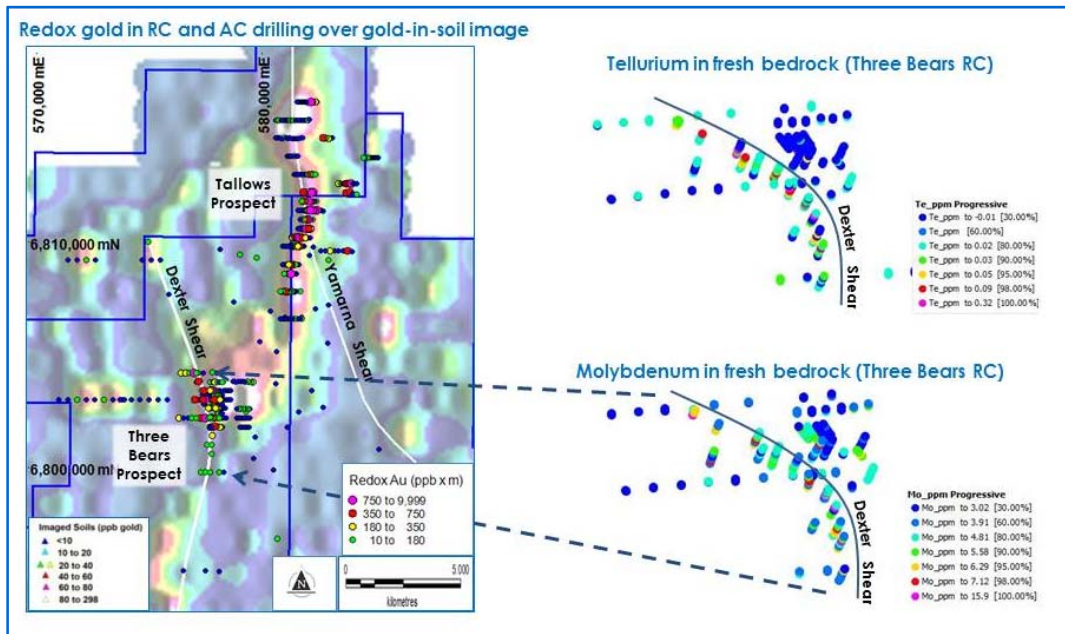 Redox gold in RC and AC drilling over gold-in-soil image
570,000 mE
580,000 mE
Tallows
Prospect
6,810,000 mN
Dexter Shear
Yamarna Shear
Three
Bears
Prospect
6,800,000 ml
Imaged Soils (ppb gold)
<10
10 to 20
20 to 40
40 to 60
60 to 80
80 to 298
N
Redox Au (ppb x m)
750 to 9,999
350 to 750
180 to 350
10 to 180
0
5 000
kilometres
Tellurium in fresh bedrock (Three Bears RC)
Dexter Shear
Te_ppm Progressive
Te_ppm to -0.01 [30.00%]
Te_ppm [60.00%]
Te_ppm to 0.02 [80.00%]
Te_ppm to 0.03 [90.00%]
Te_ppm to 0.05 [95.00%]
Te_ppm to 0.09 [98.00%]
Te_ppm to 0.32 [100.00%]
Molybdenum in fresh bedrock (Three Bears RC)
Dexter Shear
Mo_ppm Progressive
Mo_ppm to 3.02 [30.00%]
Mo_ppm to 3.91 [60.00%]
Mo_ppm to 4.81 [80.00%]
Mo_ppm to 5.58 [90.00%]
Mo_ppm to 6.29 [95.00%]
Mo_ppm to 7.12 [98.00%]
Mo_ppm to 15.9 [100.00%]